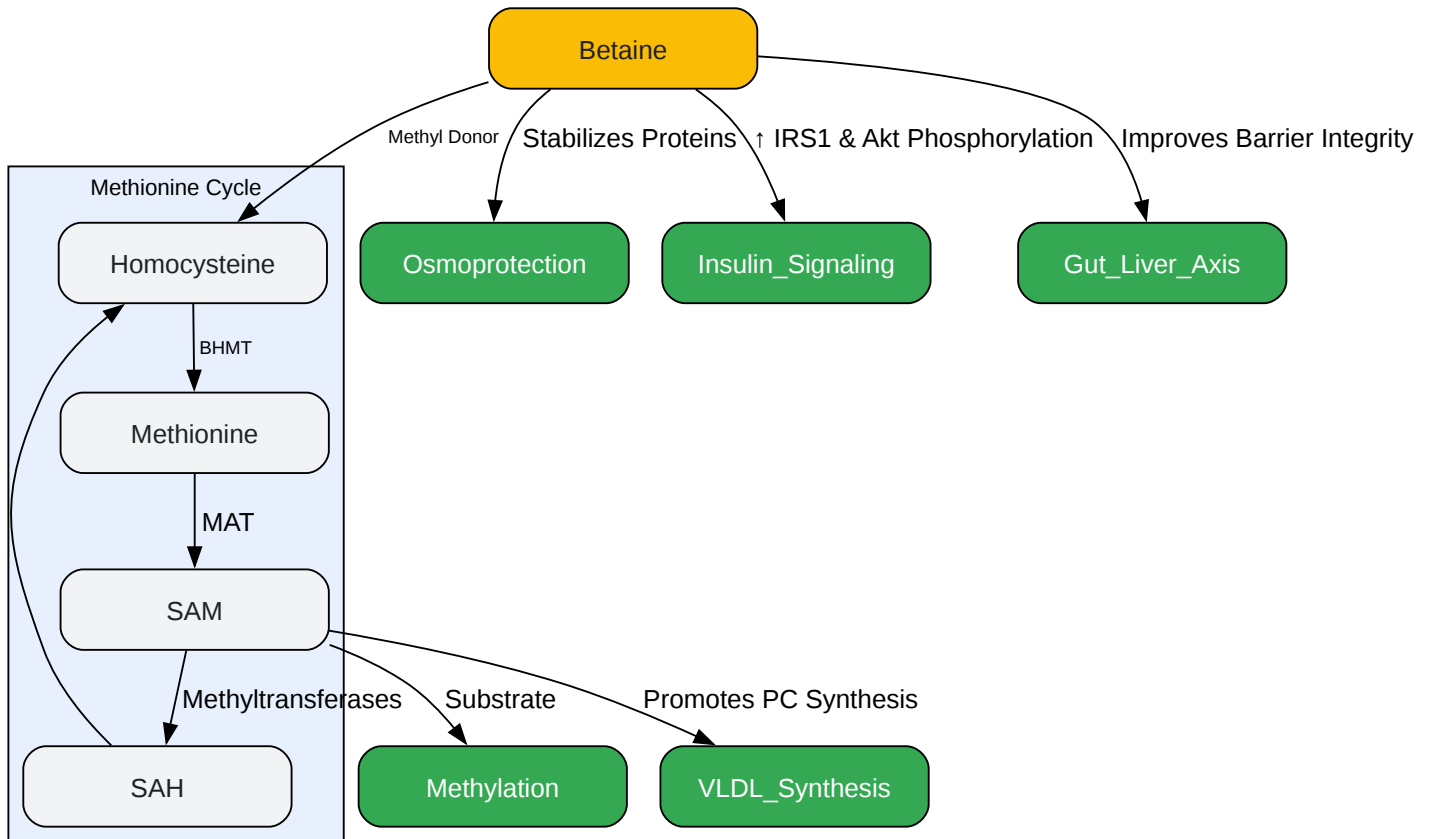 Betaine
Methyl Donor
Stabilizes Proteins
↑ IRS1 & Akt Phosphorylation
Improves Barrier Integrity
Methionine Cycle
Homocysteine
Osmoprotection
Insulin_Signaling
Gut_Liver_Axis
BHMT
Methionine
MAT
SAM
Methyltransferases
Substrate
Promotes PC Synthesis
SAH
Methylation
VLDL_Synthesis